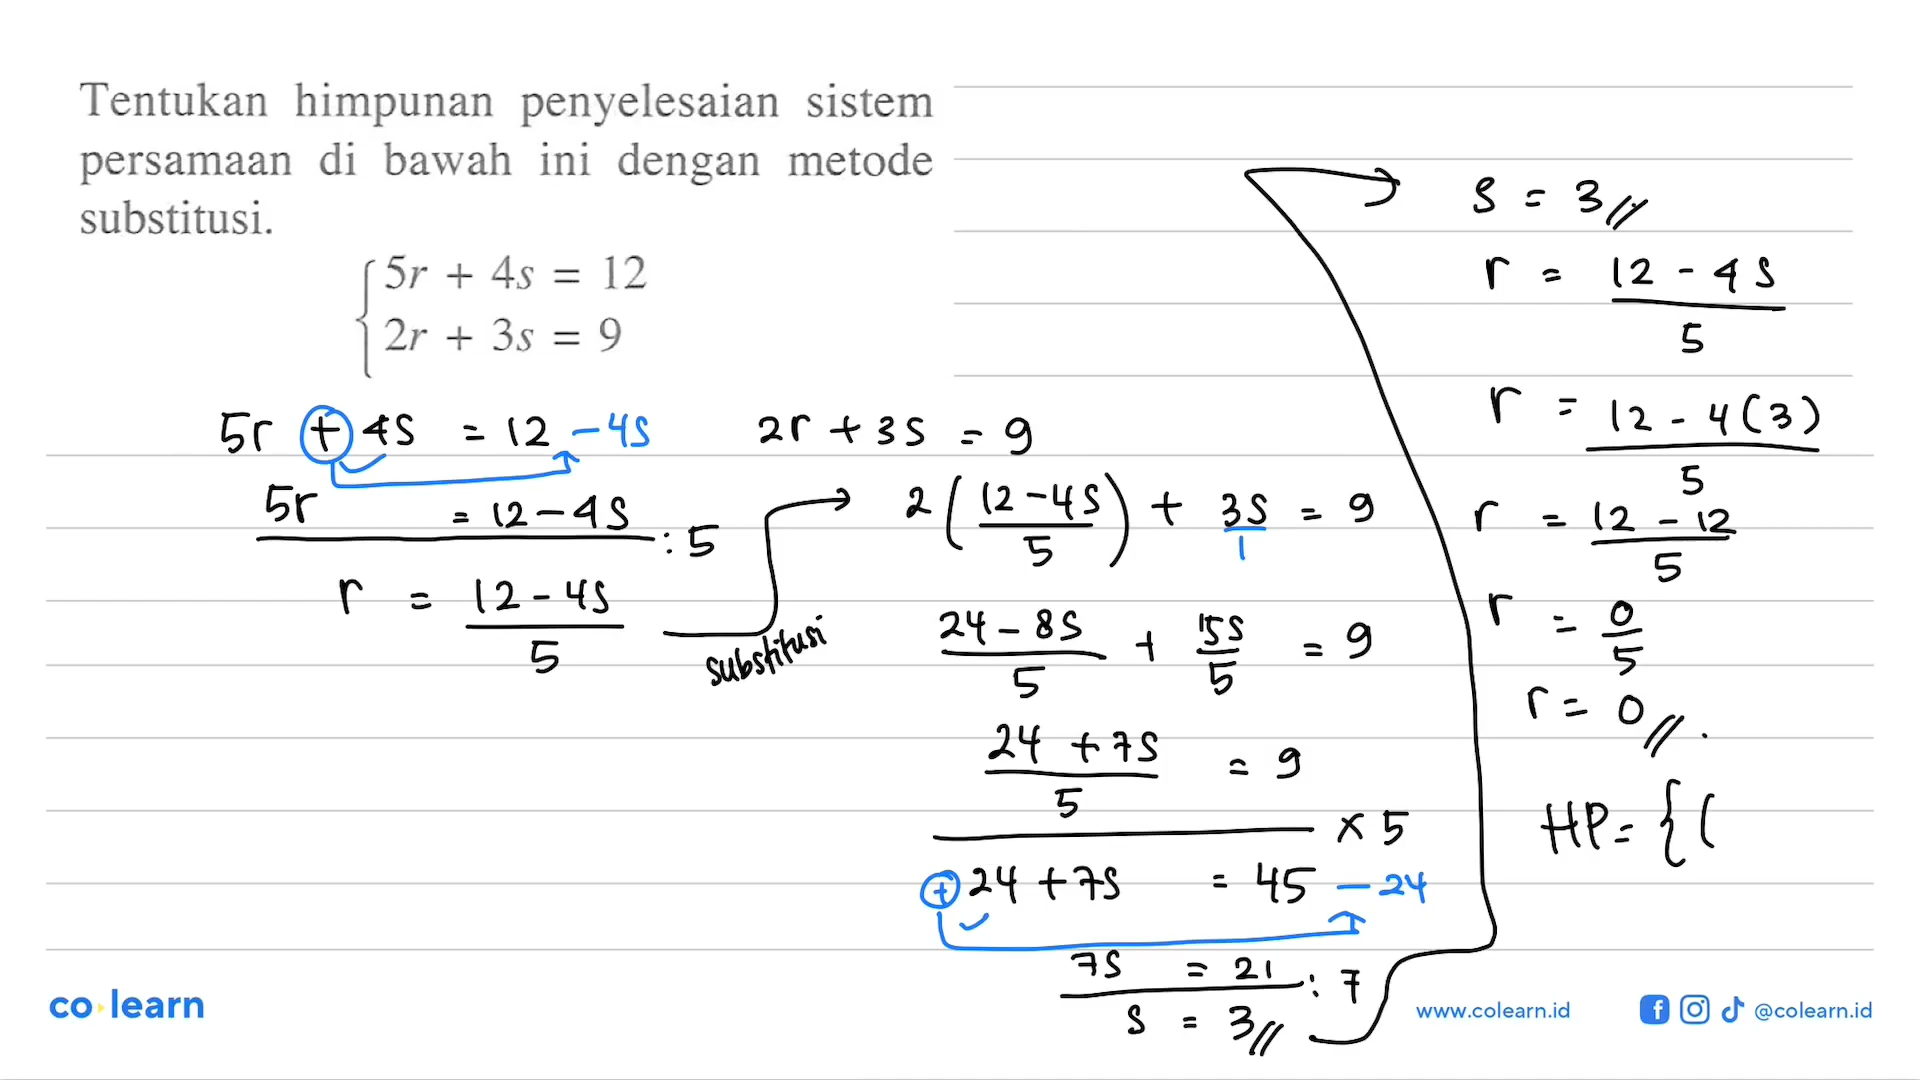 Tentukan himpunan penyelesaian sistem
persamaan di bawah ini dengan metode
substitusi.
5r + 4s = 12
2r + 3s = 9
5r + 4s = 12 - 4s
5r = 12 - 4s : 5
r = 12 - 4s / 5
substitusi
2r + 3s = 9
2 (12 - 4s / 5) + 3s / 1 = 9
24 - 8s / 5 + 15s / 5 = 9
24 + 7s / 5 = 9
x 5
+ 24 + 7s = 45 - 24
7s = 21 : 7
s = 3 //
s = 3 //
r = 12 - 4s / 5
r = 12 - 4(3) / 5
r = 12 - 12 / 5
r = 0 / 5
r = 0 // .
HP = { (
co learn
www.colearn.id
@colearn.id